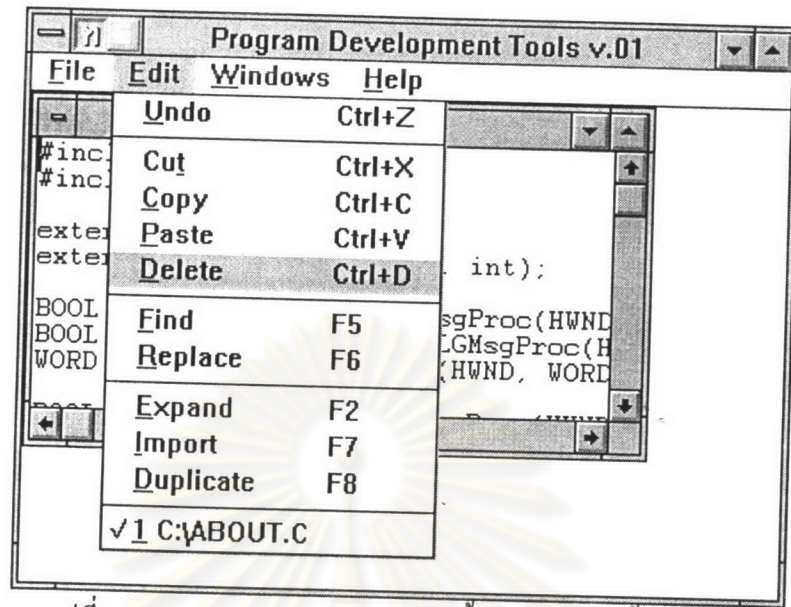 Program Development Tools v.01
File Edit Windows Help
Undo Ctrl+Z
Cut Ctrl+X
Copy Ctrl+C
Paste Ctrl+V
Delete Ctrl+D
Find F5
Replace F6
Expand F2
Import F7
Duplicate F8
✓1 C:\ABOUT.C
#incl
#incl
exter
exter int);
BOOL sgProc(HWND
BOOL LGMsgProc(H
WORD (HWND, WORD